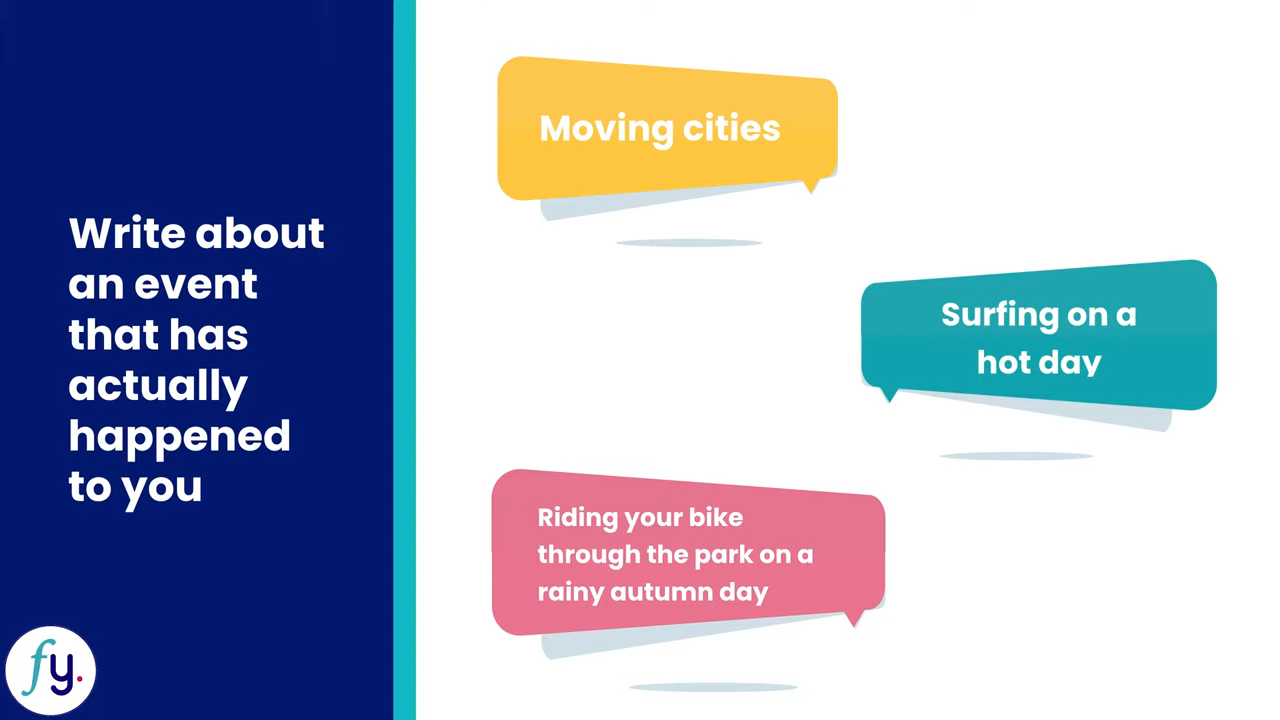 Write about
an event
that has
actually
happened
to you
Moving cities
Surfing on a
hot day
Riding your bike
through the park on a
rainy autumn day
fy.